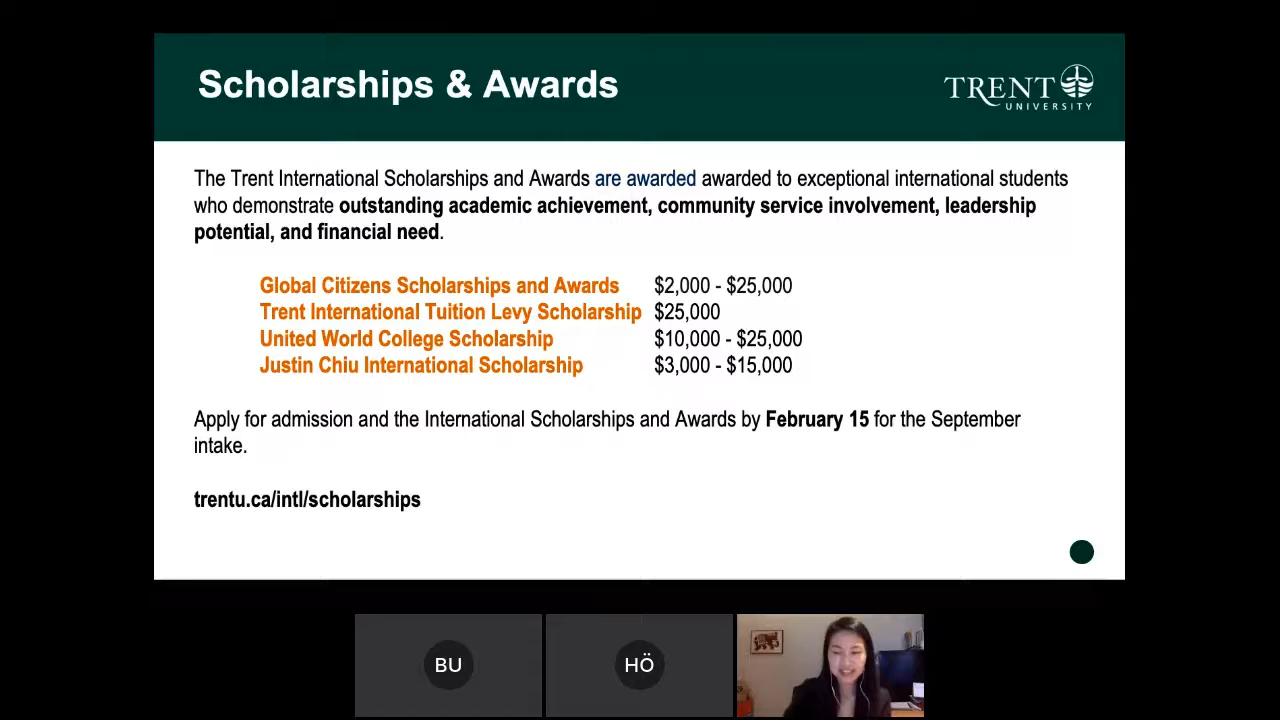 Scholarships & Awards
TRENT
UNIVERSITY
The Trent International Scholarships and Awards are awarded awarded to exceptional international students
who demonstrate outstanding academic achievement, community service involvement, leadership
potential, and financial need.
Global Citizens Scholarships and Awards $2,000 - $25,000
Trent International Tuition Levy Scholarship $25,000
United World College Scholarship $10,000 - $25,000
Justin Chiu International Scholarship $3,000 - $15,000
Apply for admission and the International Scholarships and Awards by February 15 for the September
intake.
trentu.ca/intl/scholarships
BU
HÖ